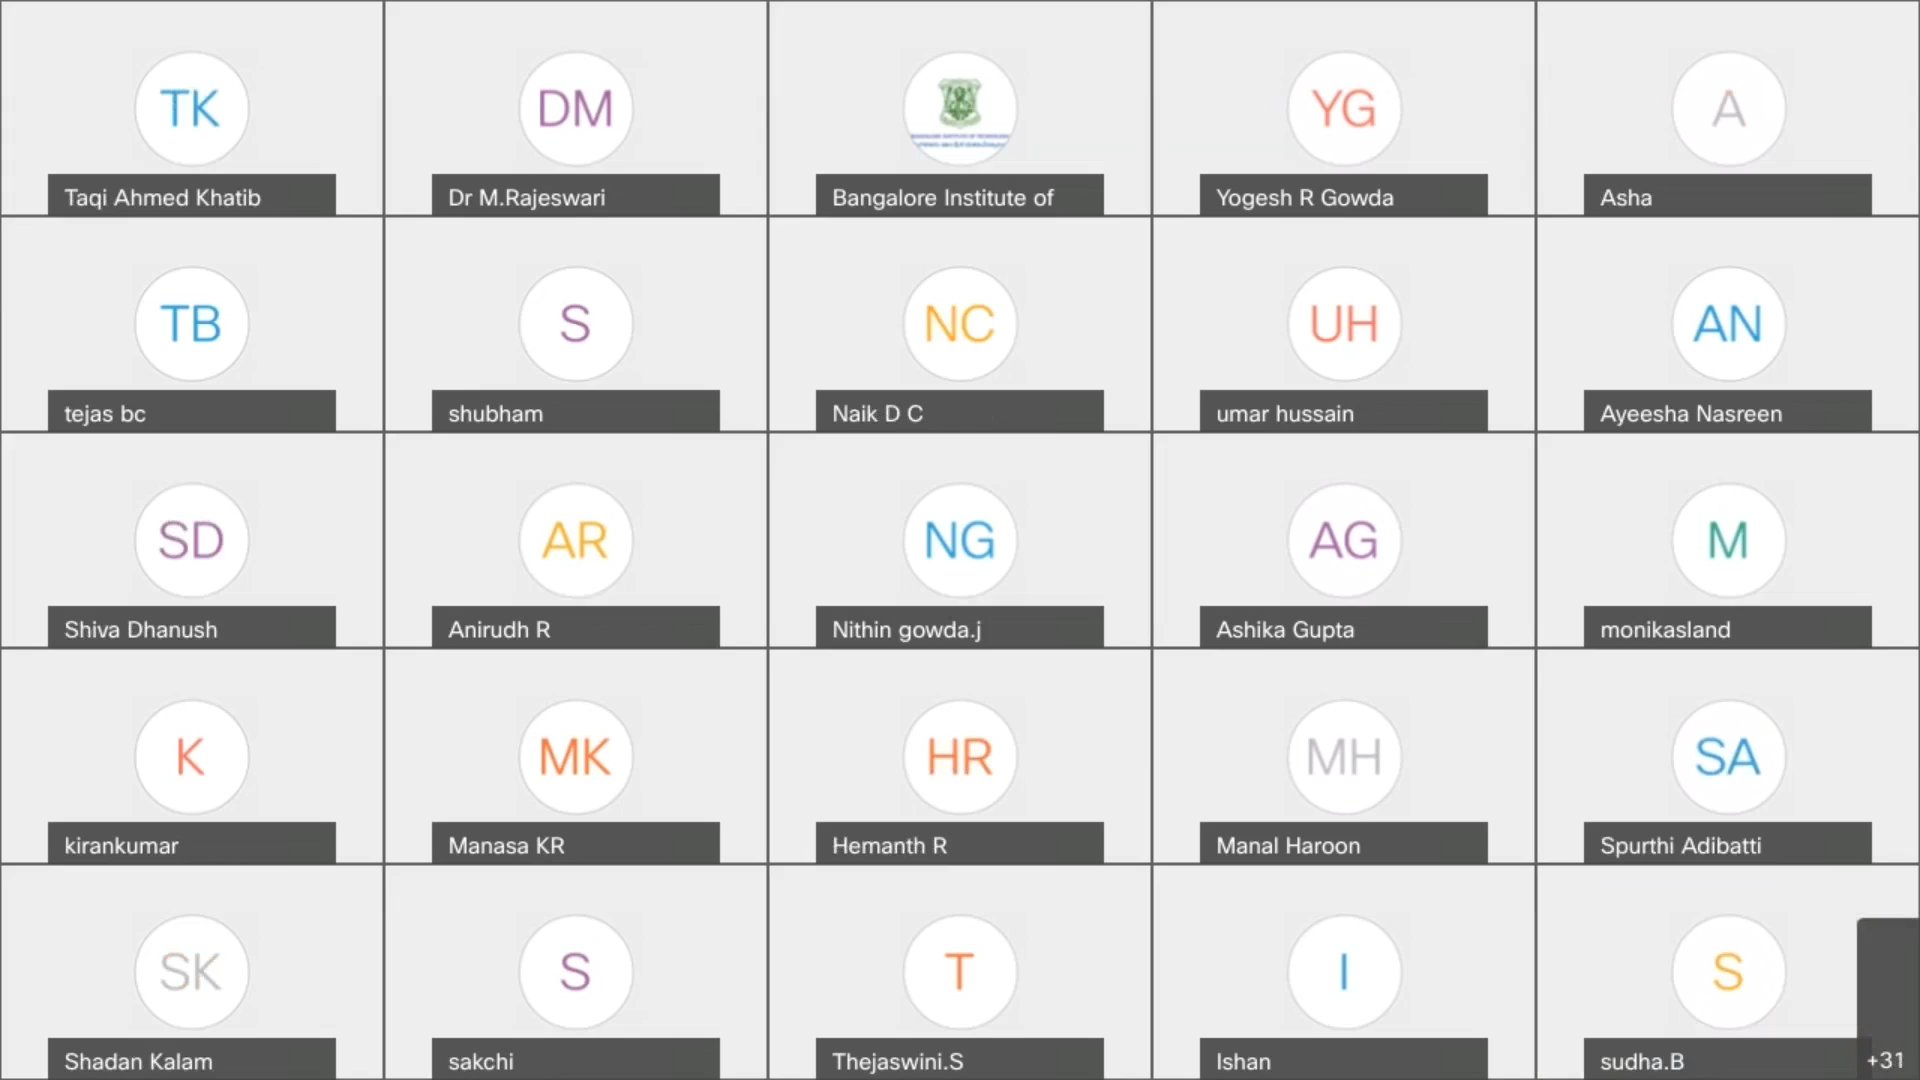 TK
Taqi Ahmed Khatib
DM
Dr M.Rajeswari
Bangalore Institute of
YG
Yogesh R Gowda
A
Asha
TB
tejas bc
S
shubham
NC
Naik D C
UH
umar hussain
AN
Ayeesha Nasreen
SD
Shiva Dhanush
AR
Anirudh R
NG
Nithin gowda.j
AG
Ashika Gupta
M
monikasland
K
kirankumar
MK
Manasa KR
HR
Hemanth R
MH
Manal Haroon
SA
Spurthi Adibatti
SK
Shadan Kalam
S
sakchi
T
Thejaswini.S
I
Ishan
S
sudha.B
+31